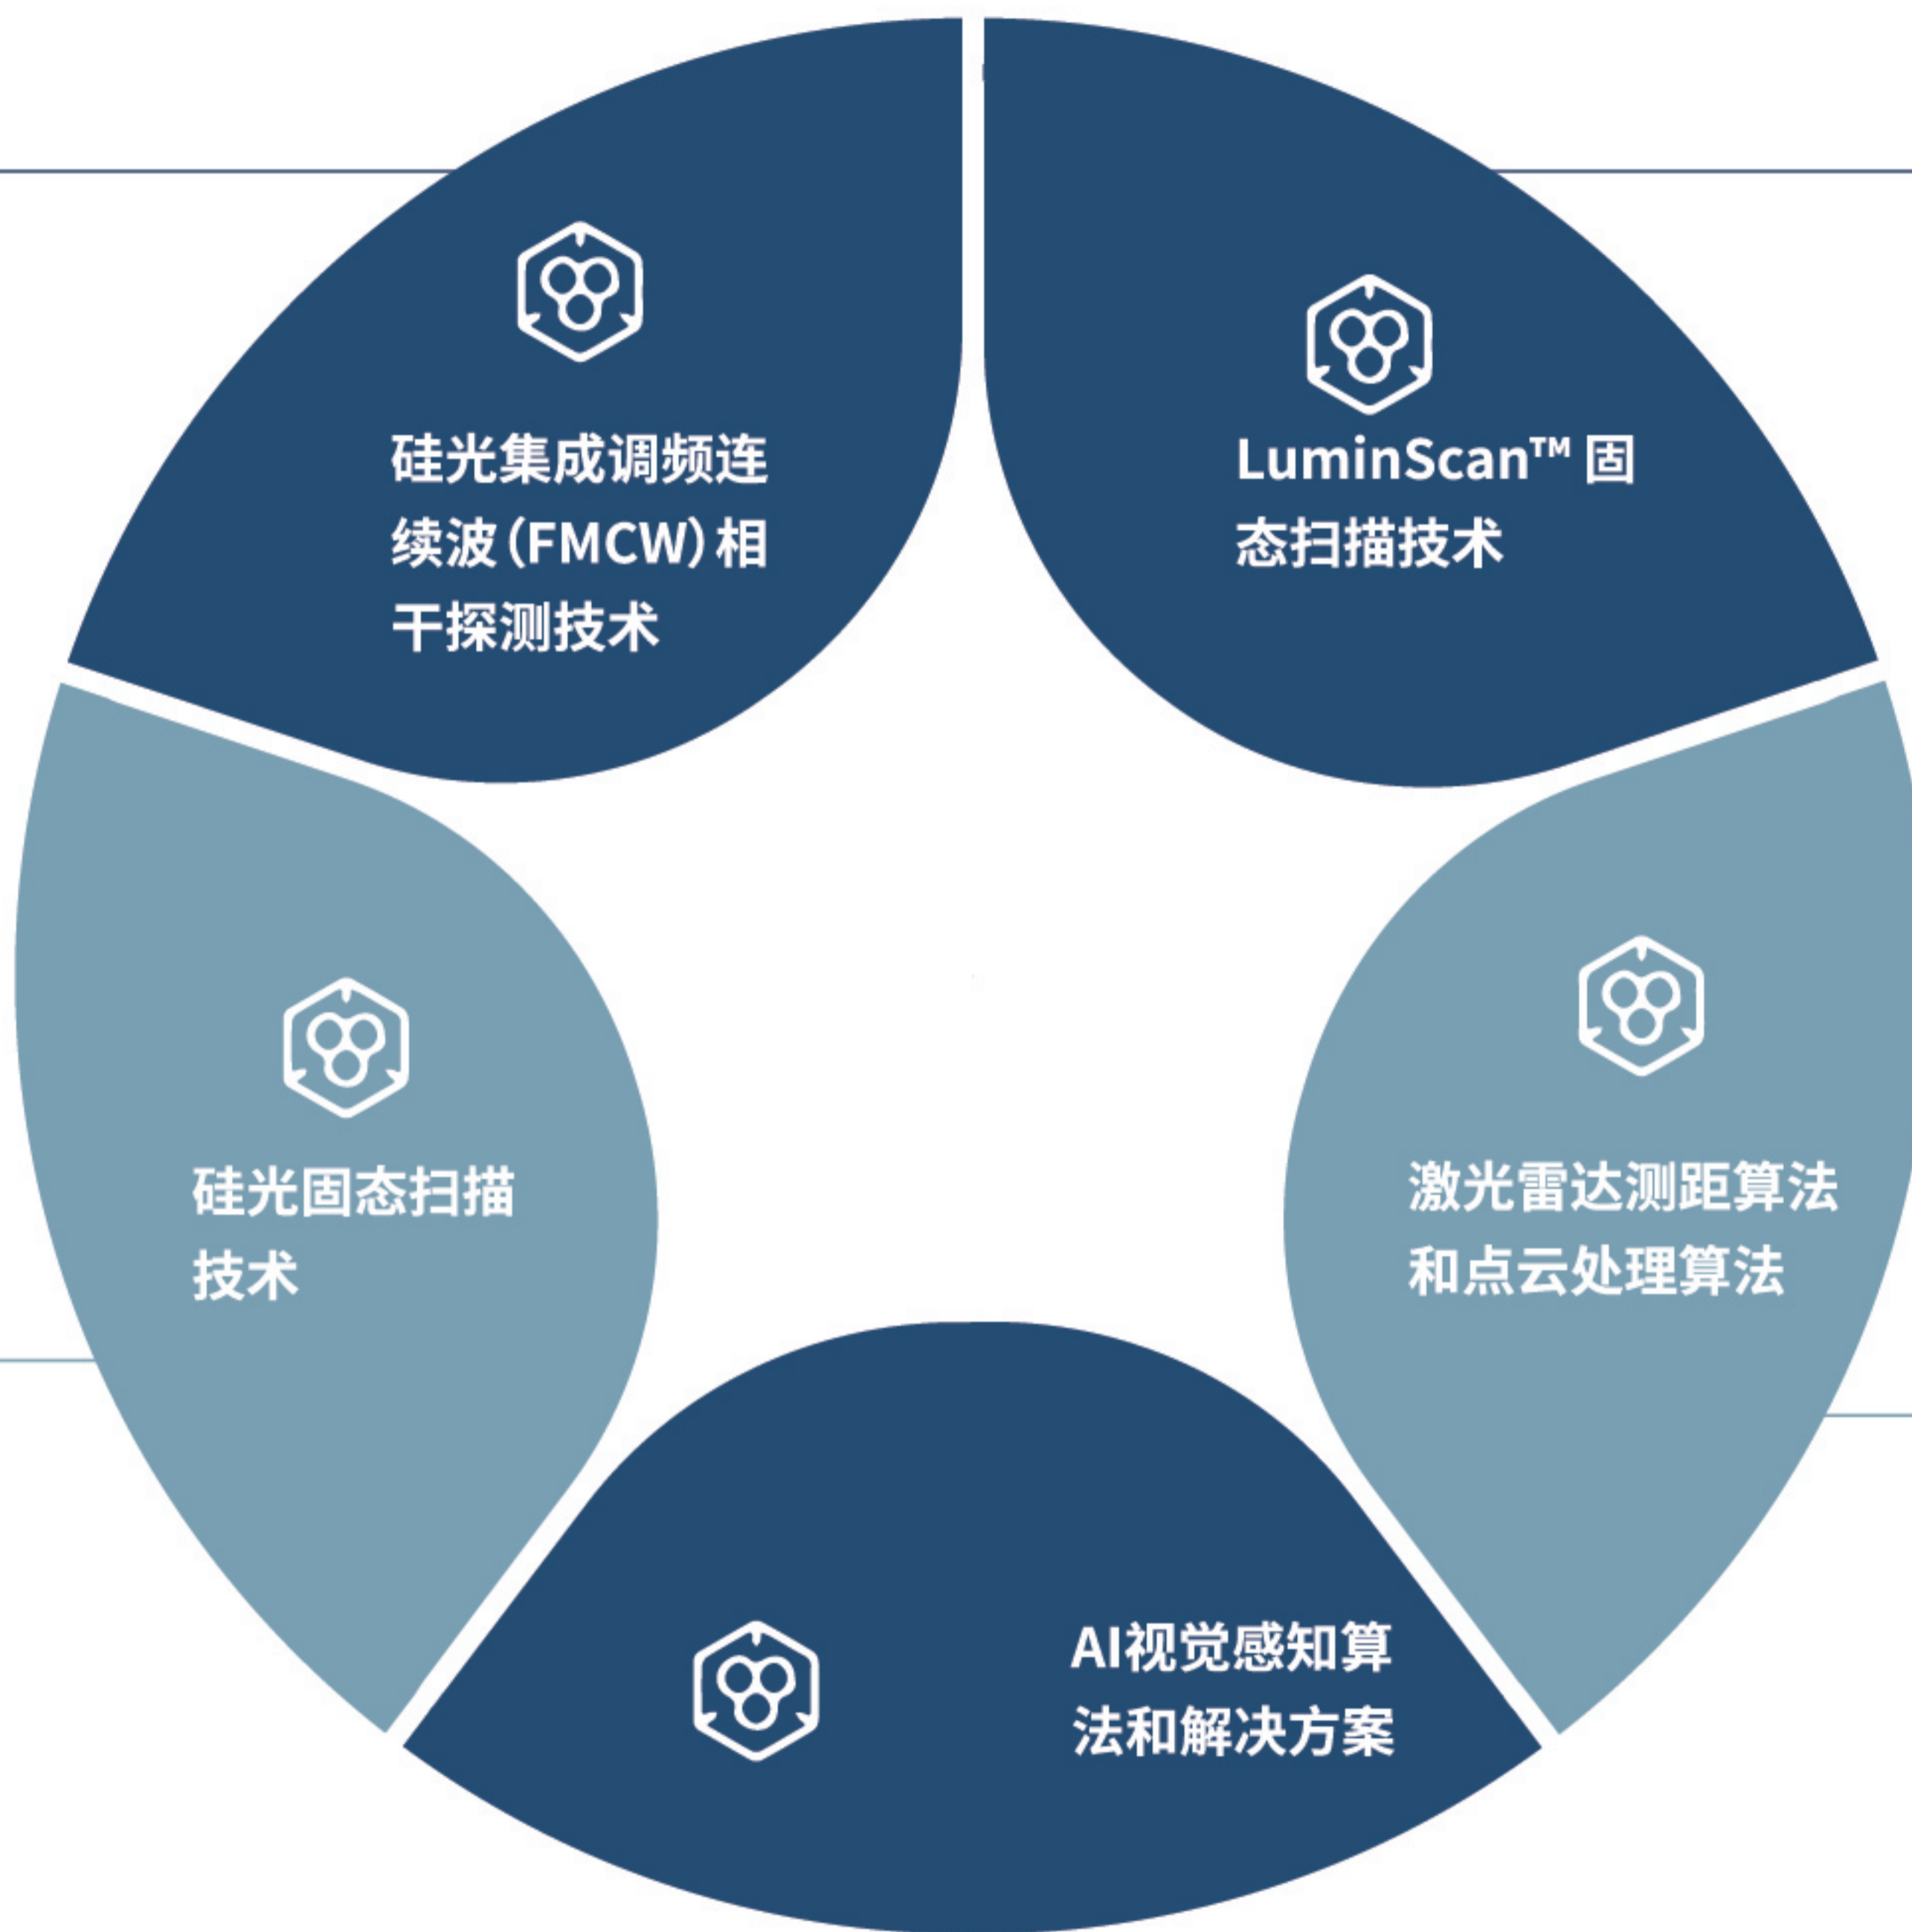 硅光集成调频连
续波(FMCW)相
干探测技术
LuminScan™ 固
态扫描技术
硅光固态扫描
技术
激光雷达测距算法
和点云处理算法
AI视觉感知算
法和解决方案